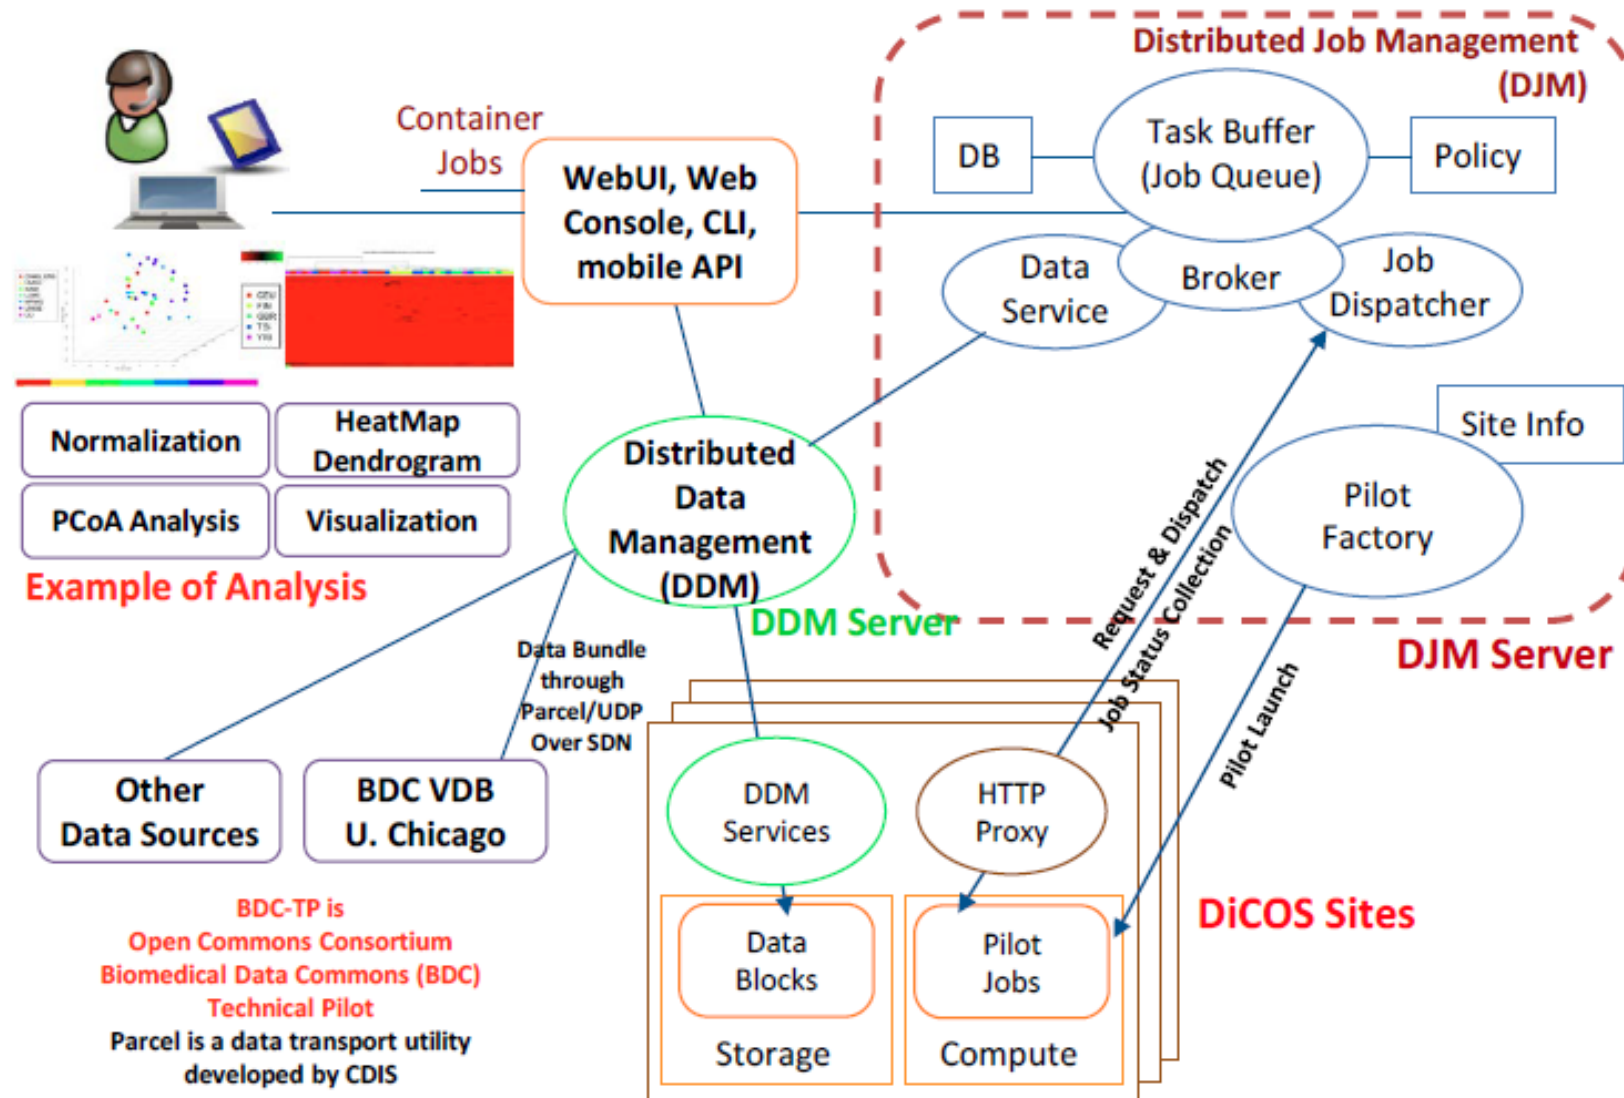 Distributed Job Management
(DJM)
Container
Jobs
WebUI, Web
Console, CLI,
mobile API
DB
Task Buffer
(Job Queue)
Policy
Data
Service
Broker
Job
Dispatcher
Site Info
Pilot
Factory
Normalization
HeatMap
Dendrogram
PCoA Analysis
Visualization
Example of Analysis
Distributed
Data
Management
(DDM)
DDM Server
DJM Server
Request & Dispatch
Job Status Collection
Pilot Launch
Data Bundle
through
Parcel/UDP
Over SDN
Other
Data Sources
BDC VDB
U. Chicago
DDM
Services
HTTP
Proxy
DiCOS Sites
Data
Blocks
Pilot
Jobs
Storage
Compute
BDC-TP is
Open Commons Consortium
Biomedical Data Commons (BDC)
Technical Pilot
Parcel is a data transport utility
developed by CDIS